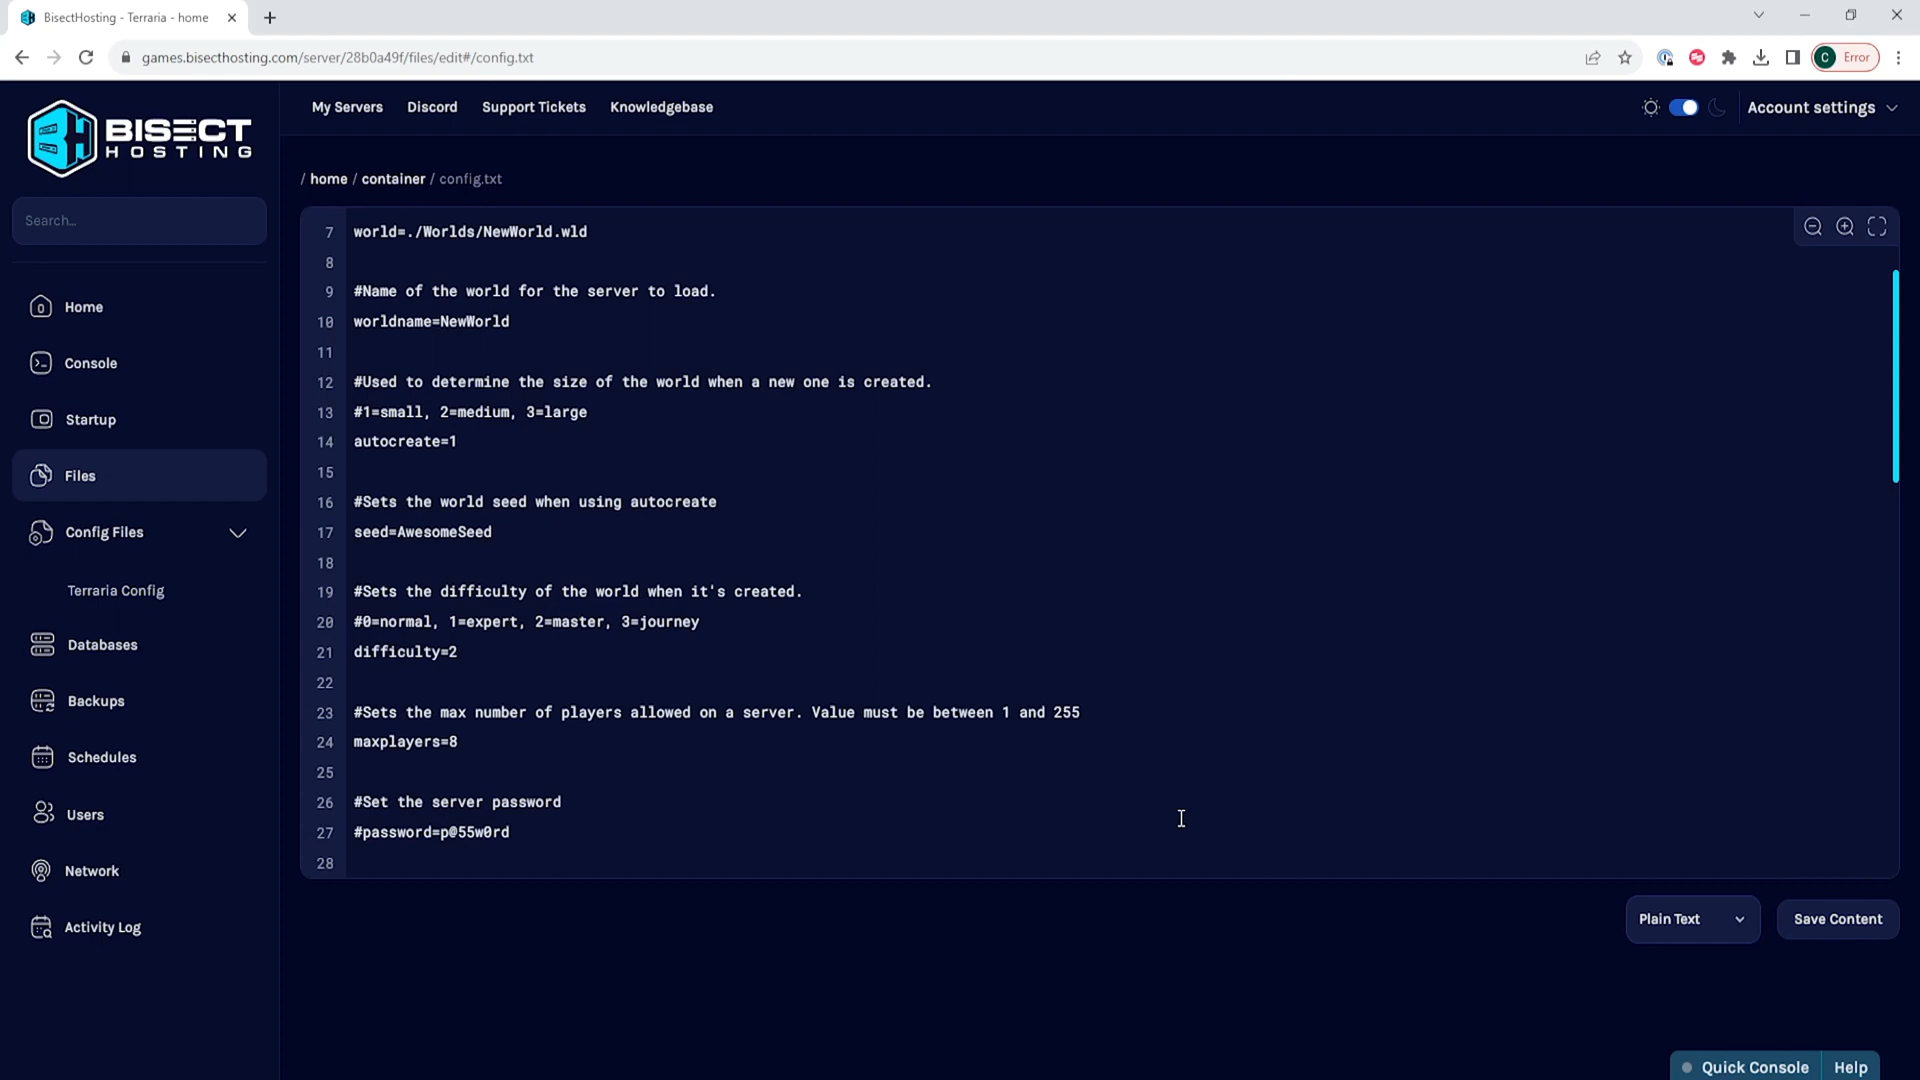 BisectHosting - Terraria - home
games.bisecthosting.com/server/28b0a49f/files/edit#/config.txt
C Error
BISECT
HOSTING
My Servers Discord Support Tickets Knowledgebase
Account settings
Search...
Home
Console
Startup
Files
Config Files
Terraria Config
Databases
Backups
Schedules
Users
Network
Activity Log
/ home / container / config.txt
7 world=./Worlds/NewWorld.wld
8
9 #Name of the world for the server to load.
10 worldname=NewWorld
11
12 #Used to determine the size of the world when a new one is created.
13 #1=small, 2=medium, 3=large
14 autocreate=1
15
16 #Sets the world seed when using autocreate
17 seed=AwesomeSeed
18
19 #Sets the difficulty of the world when it's created.
20 #0=normal, 1=expert, 2=master, 3=journey
21 difficulty=2
22
23 #Sets the max number of players allowed on a server. Value must be between 1 and 255
24 maxplayers=8
25
26 #Set the server password
27 #password=p@55w0rd
28
Plain Text
Save Content
Quick Console
Help